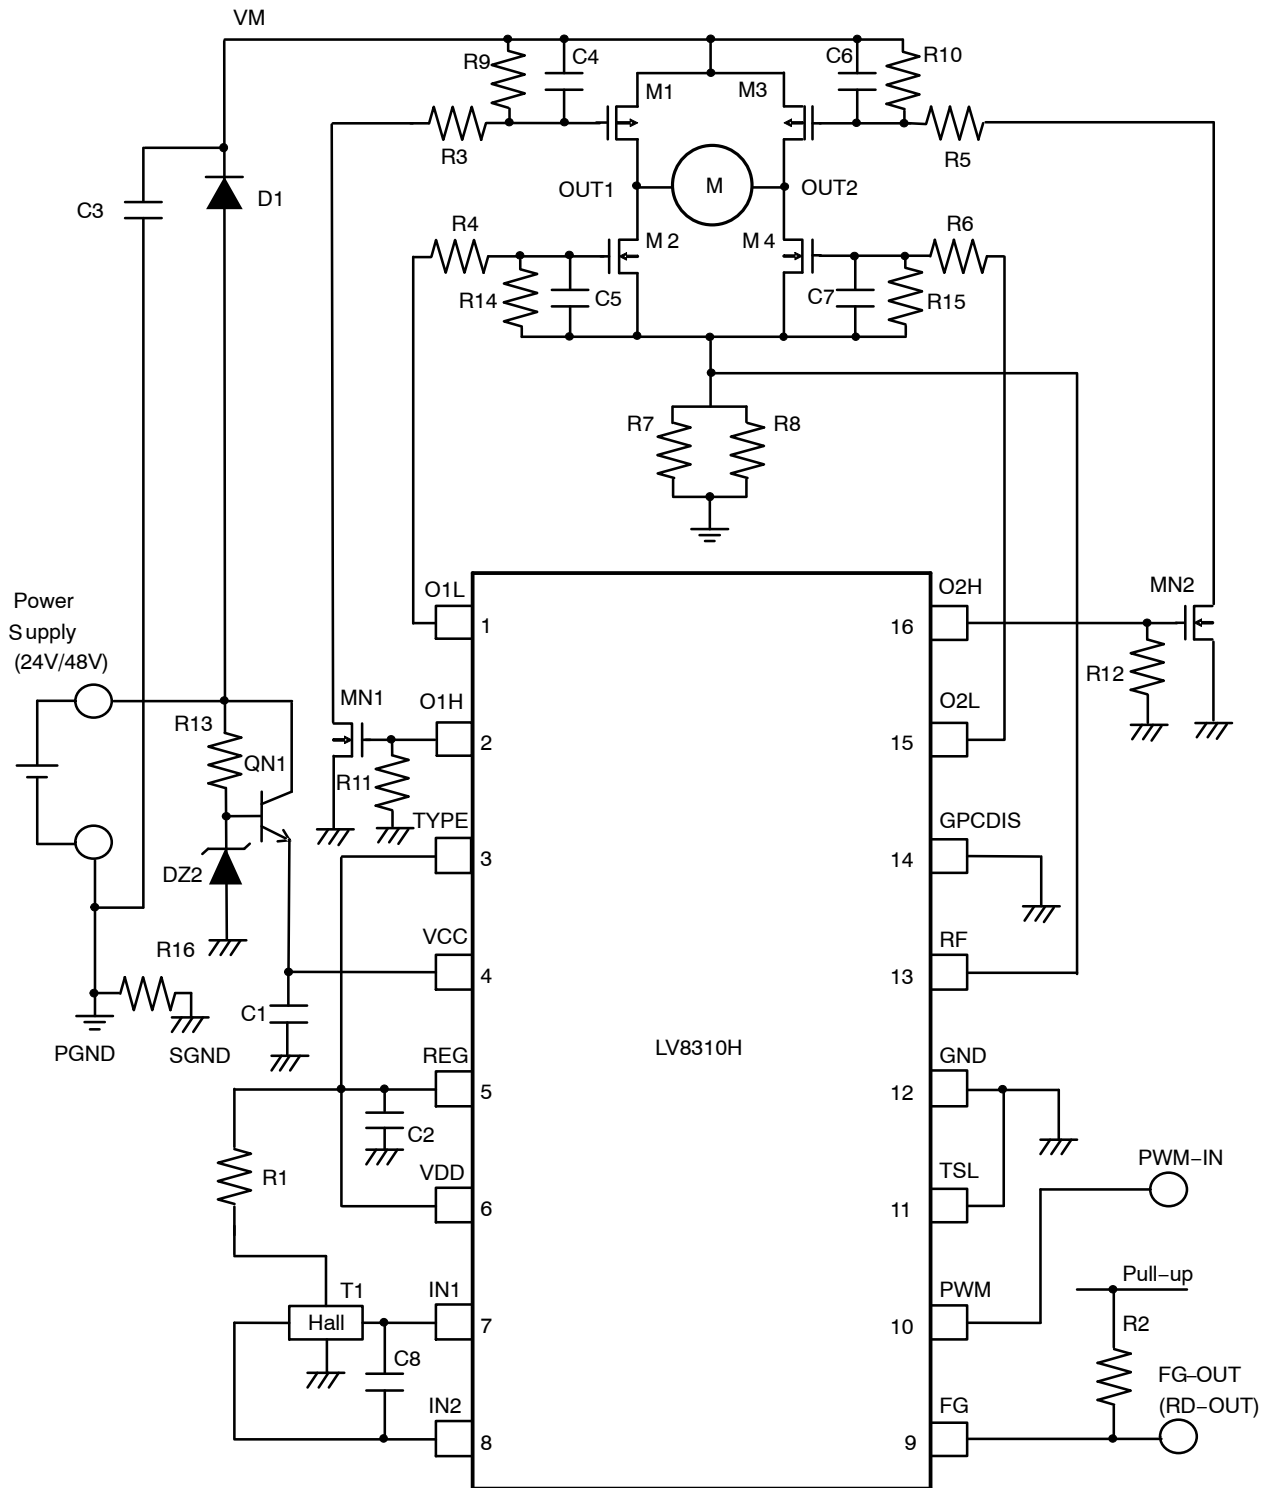 VM
R9
C4
C6
R10
M1
M3
R3
R5
OUT1
M
OUT2
C3
D1
R4
M 2
M 4
R6
R14
C5
C7
R15
R7
R8
Power
Supply
(24V/48V)
O1L
1
O2H
16
MN2
R12
MN1
O1H
2
O2L
15
R13
QN1
R11
TYPE
3
GPCDIS
14
DZ2
R16
VCC
4
RF
13
C1
PGND
SGND
LV8310H
REG
5
GND
12
C2
R1
VDD
6
TSL
11
PWM–IN
T1
Hall
IN1
7
PWM
10
Pull–up
R2
C8
IN2
8
FG
9
FG–OUT
(RD–OUT)